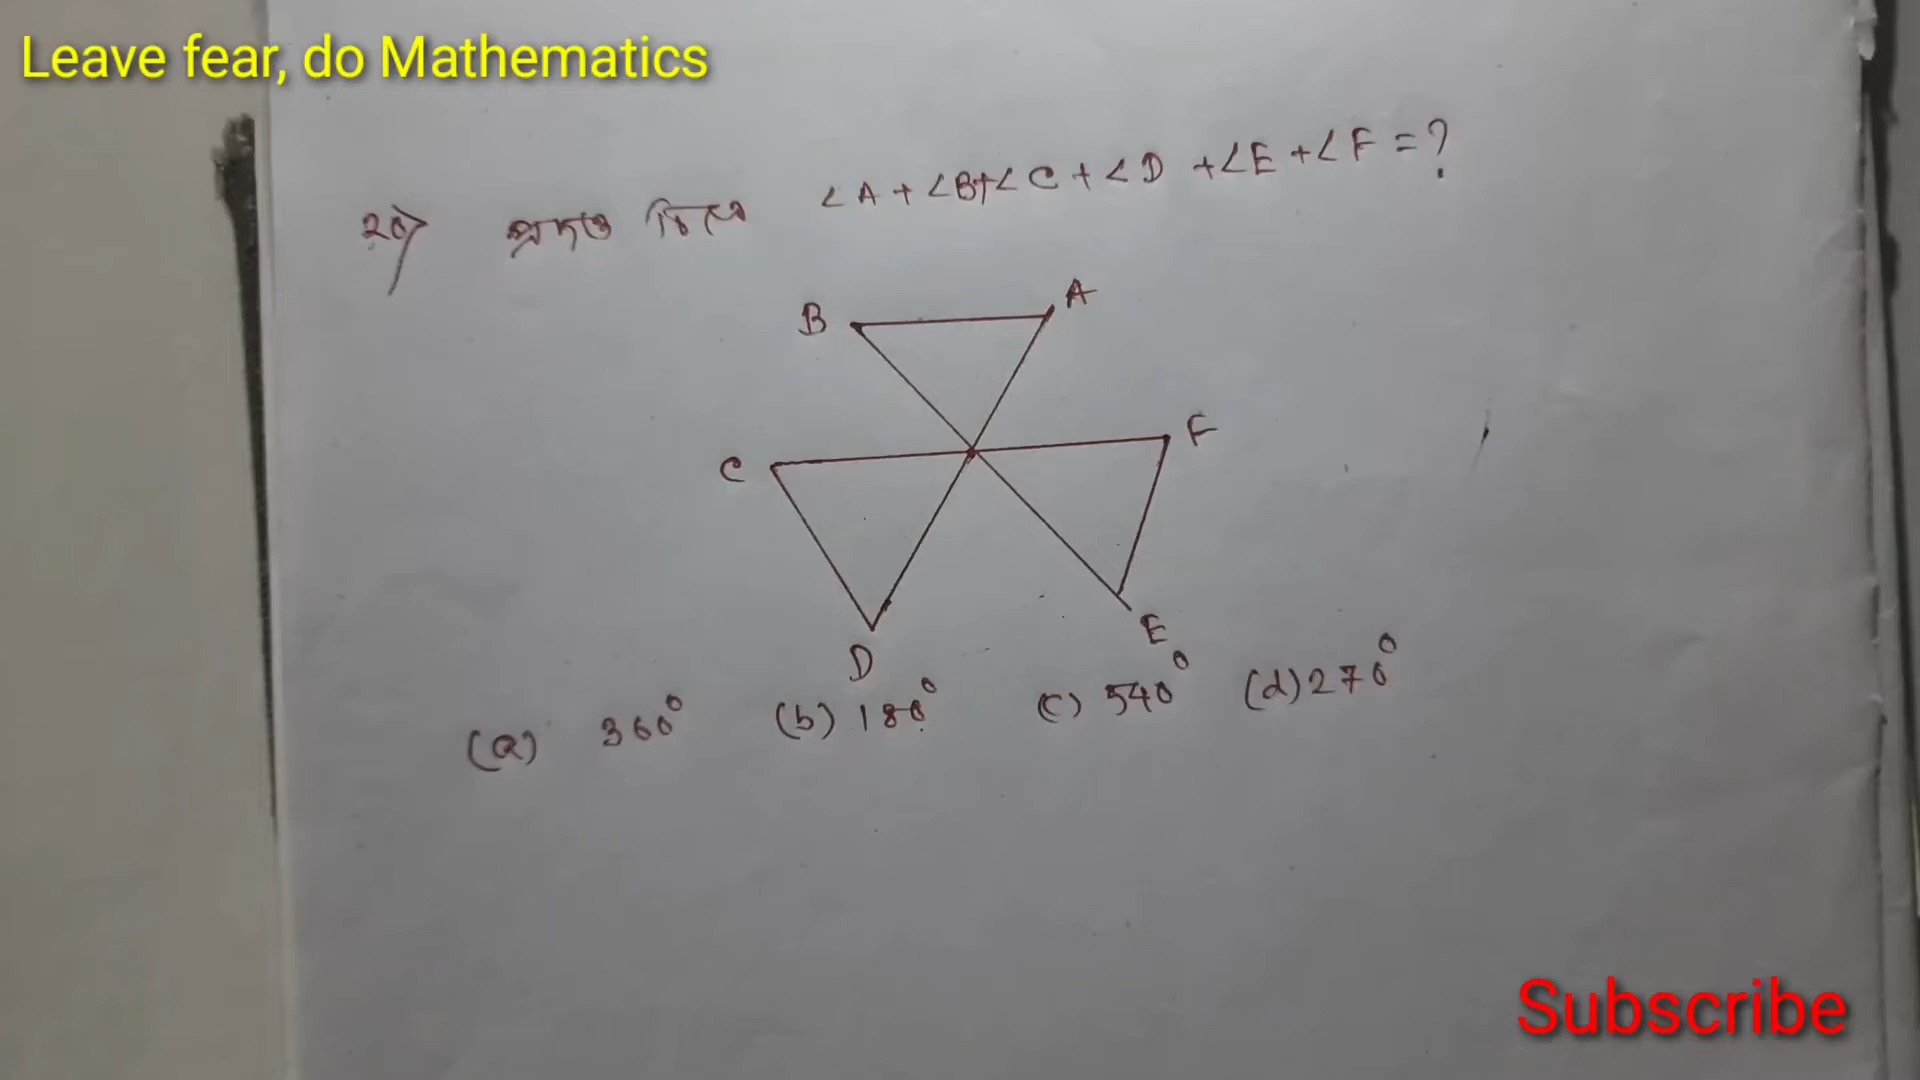 Leave fear, do Mathematics
২০) প্রদত্ত চিত্রে ∠A + ∠B + ∠C + ∠D + ∠E + ∠F = ?
B A
C F
D E
(a) 360° (b) 180° (c) 540° (d) 270°
Subscribe